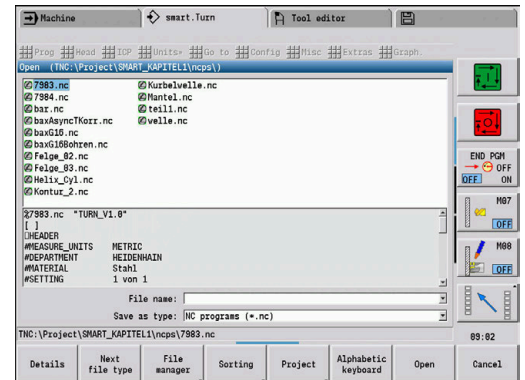 Machine
smart.Turn
Tool editor
Prog Head ICP Units» Go to Config Misc Extras Graph.
Open (TNC:\Project\SMART_KAPITEL1\ncps\)
7983.nc
7984.nc
bar.nc
baxAsyncTKorr.nc
baxG16.nc
baxG16Bohren.nc
Felge_02.nc
Felge_03.nc
Helix_Cyl.nc
Kontur_2.nc
Kurbelwelle.nc
Mantel.nc
teil1.nc
welle.nc
END PGM
OFF
OFF ON
M07
OFF
M08
OFF
%7983.nc "TURN_V1.0"
[ ]
HEADER
#MEASURE_UNITS METRIC
#DEPARTMENT HEIDENHAIN
#MATERIAL Stahl
#SETTING 1 von 1
File name:
Save as type: NC programs (*.nc)
TNC:\Project\SMART_KAPITEL1\ncps\7983.nc
09:02
Details
Next file type
File manager
Sorting
Project
Alphabetic keyboard
Open
Cancel